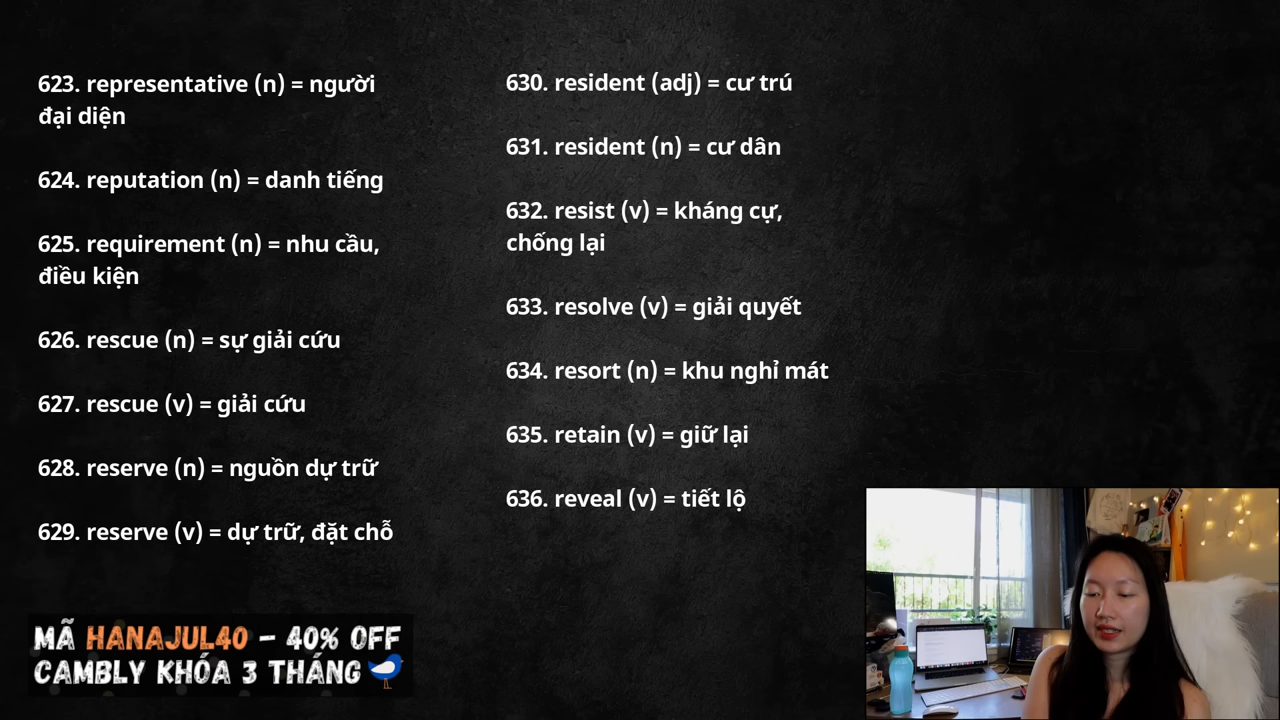 623. representative (n) = người
đại diện
624. reputation (n) = danh tiếng
625. requirement (n) = nhu cầu,
điều kiện
626. rescue (n) = sự giải cứu
627. rescue (v) = giải cứu
628. reserve (n) = nguồn dự trữ
629. reserve (v) = dự trữ, đặt chỗ
630. resident (adj) = cư trú
631. resident (n) = cư dân
632. resist (v) = kháng cự,
chống lại
633. resolve (v) = giải quyết
634. resort (n) = khu nghỉ mát
635. retain (v) = giữ lại
636. reveal (v) = tiết lộ
MÃ HANAJUL40 – 40% OFF
CAMBLY KHÓA 3 THÁNG